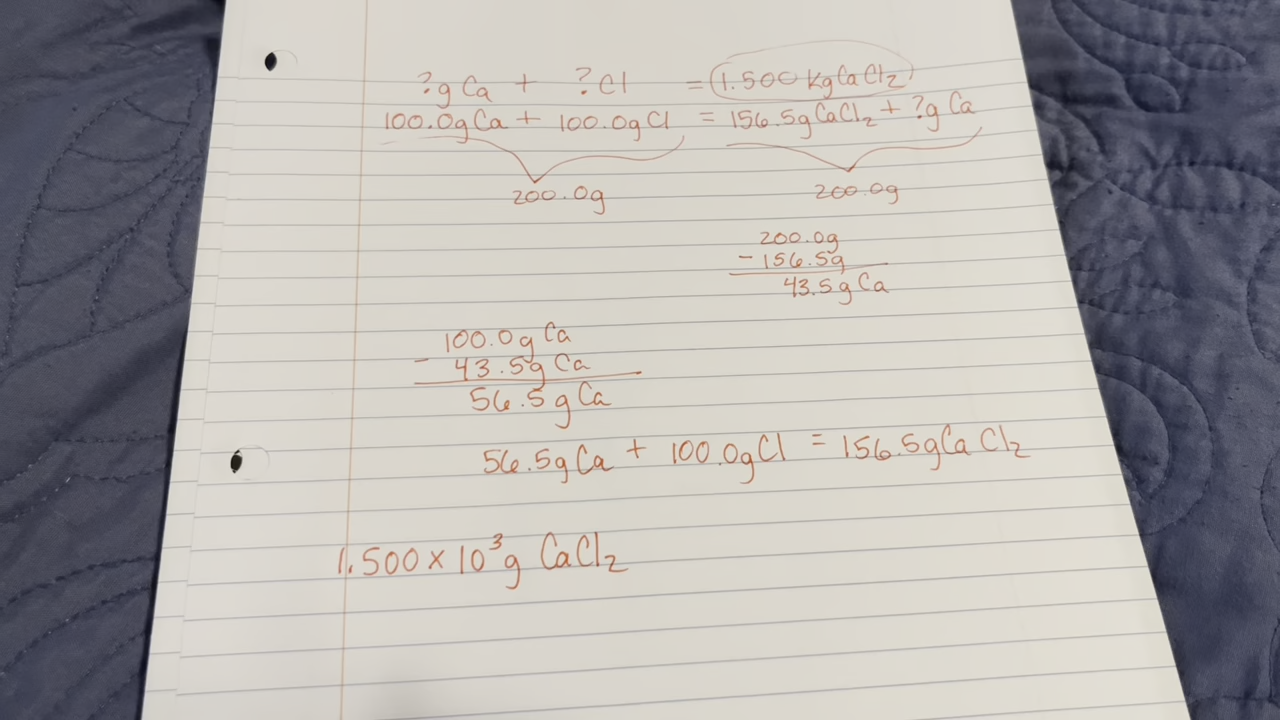 ?g Ca + ?Cl = 1.500 kg CaCl₂
100.0g Ca + 100.0g Cl = 156.5g CaCl₂ + ?g Ca
200.0g 200.0g
200.0g
- 156.5g
43.5g Ca
100.0g Ca
- 43.5g Ca
56.5g Ca
56.5g Ca + 100.0g Cl = 156.5g CaCl₂
1.500 x 10³g CaCl₂